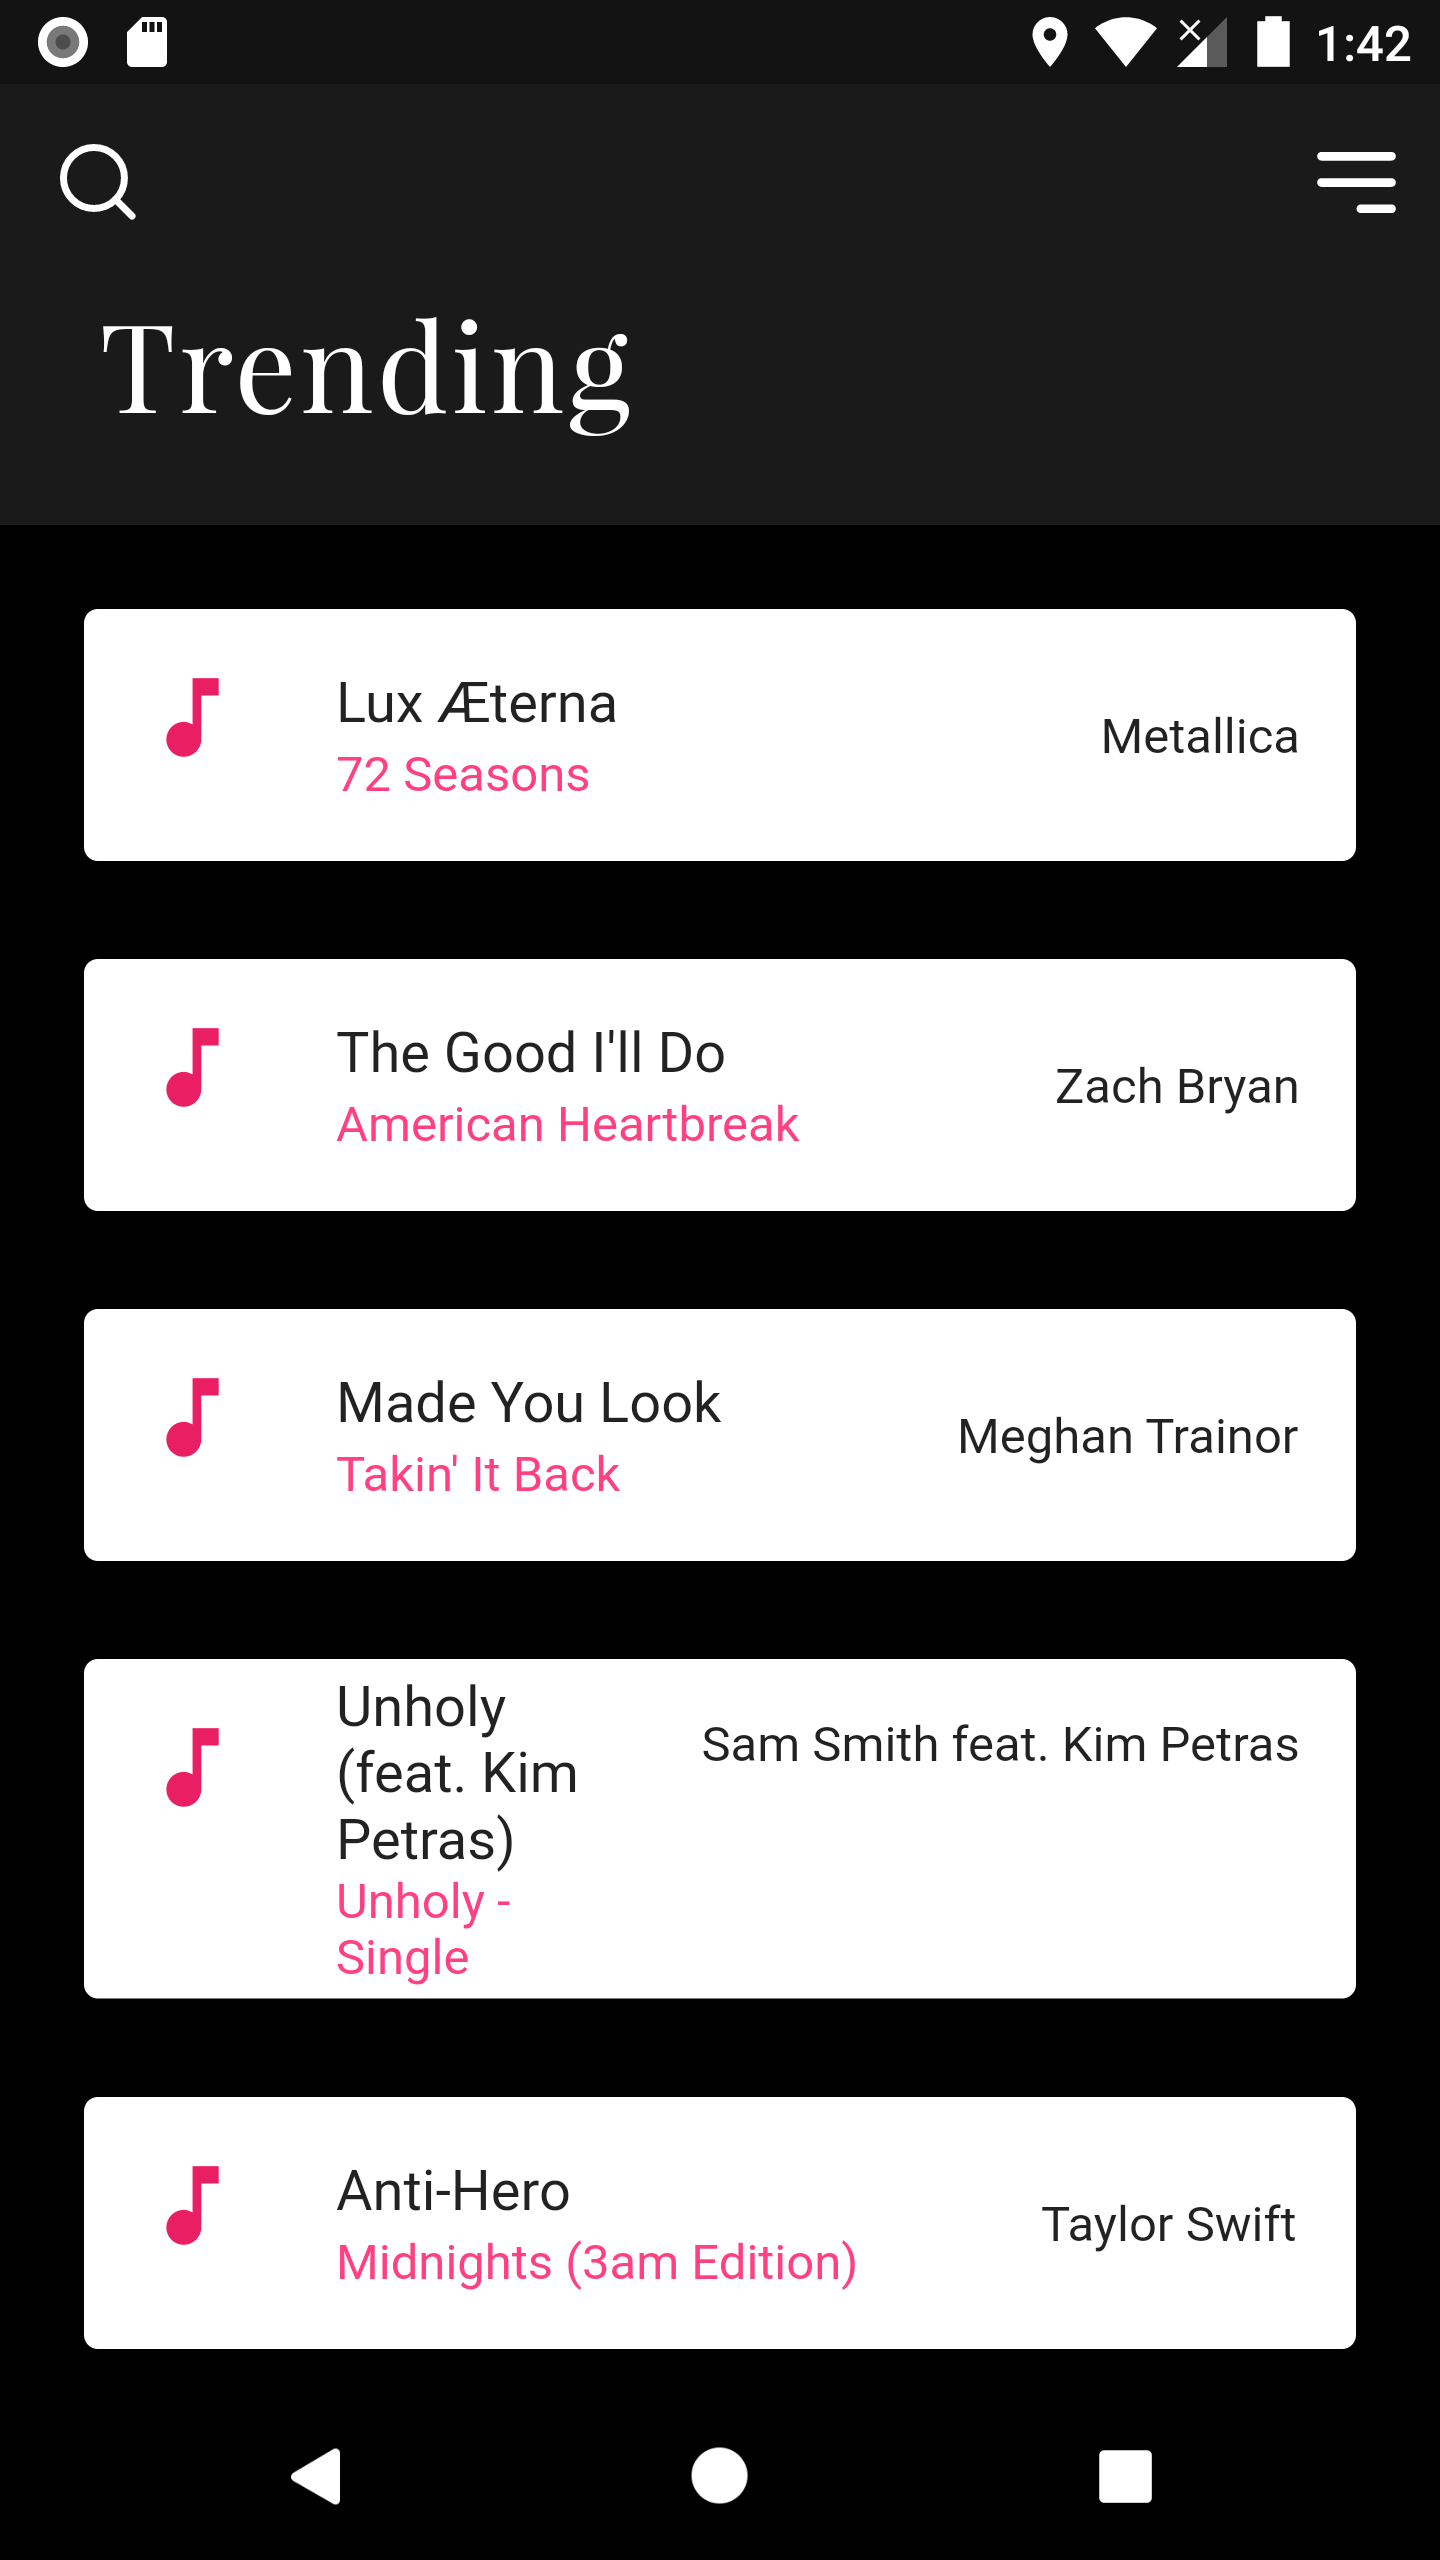 1:42
Trending
Lux Æterna
72 Seasons
Metallica
The Good I'll Do
American Heartbreak
Zach Bryan
Made You Look
Takin' It Back
Meghan Trainor
Unholy
(feat. Kim
Petras)
Unholy -
Single
Sam Smith feat. Kim Petras
Anti-Hero
Midnights (3am Edition)
Taylor Swift